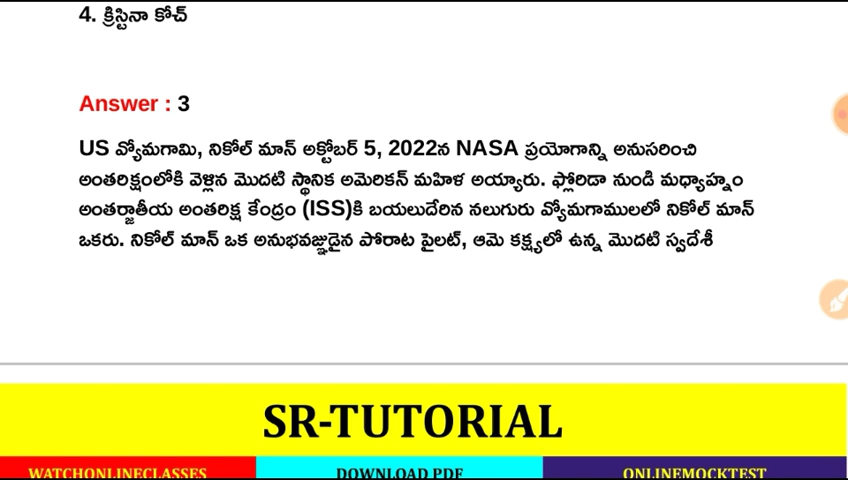 4. క్రిస్టినా కోచ్
Answer : 3
US వ్యోమగామి, నికోల్ మాన్ అక్టోబర్ 5, 2022న NASA ప్రయోగాన్ని అనుసరించి
అంతరిక్షంలోకి వెళ్లిన మొదటి స్థానిక అమెరికన్ మహిళ అయ్యారు. ఫ్లోరిడా నుండి మధ్యాహ్నం
అంతర్జాతీయ అంతరిక్ష కేంద్రం (ISS)కి బయలుదేరిన నలుగురు వ్యోమగాములలో నికోల్ మాన్
ఒకరు. నికోల్ మాన్ ఒక అనుభవజ్ఞుడైన పోరాట పైలట్, ఆమె కక్ష్యలో ఉన్న మొదటి స్వదేశీ
SR-TUTORIAL
WATCHONLINECLASSES DOWNLOAD PDF ONLINEMOCKTEST